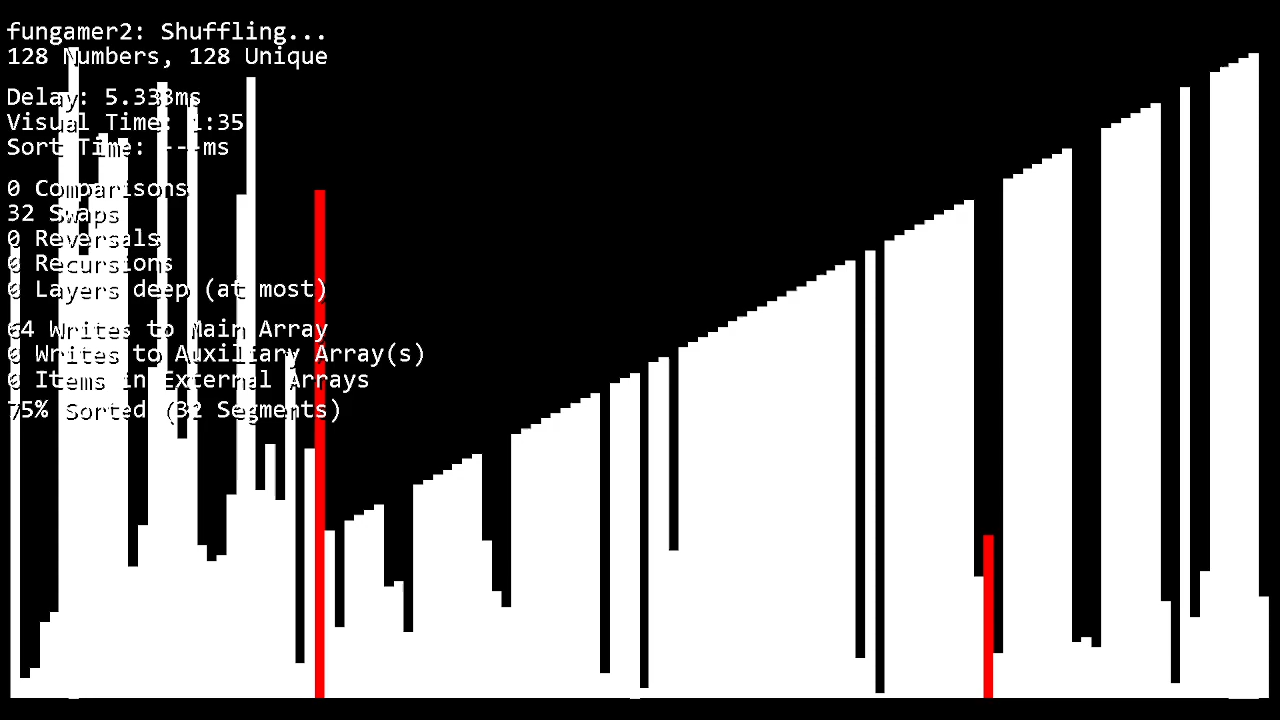 fungamer2: Shuffling...
128 Numbers, 128 Unique
Delay: 5.333ms
Visual Time: 1:35
Sort Time: ---ms
0 Comparisons
32 Swaps
0 Reversals
0 Recursions
0 Layers deep (at most)
64 Writes to Main Array
0 Writes to Auxiliary Array(s)
0 Items in External Arrays
75% Sorted (32 Segments)